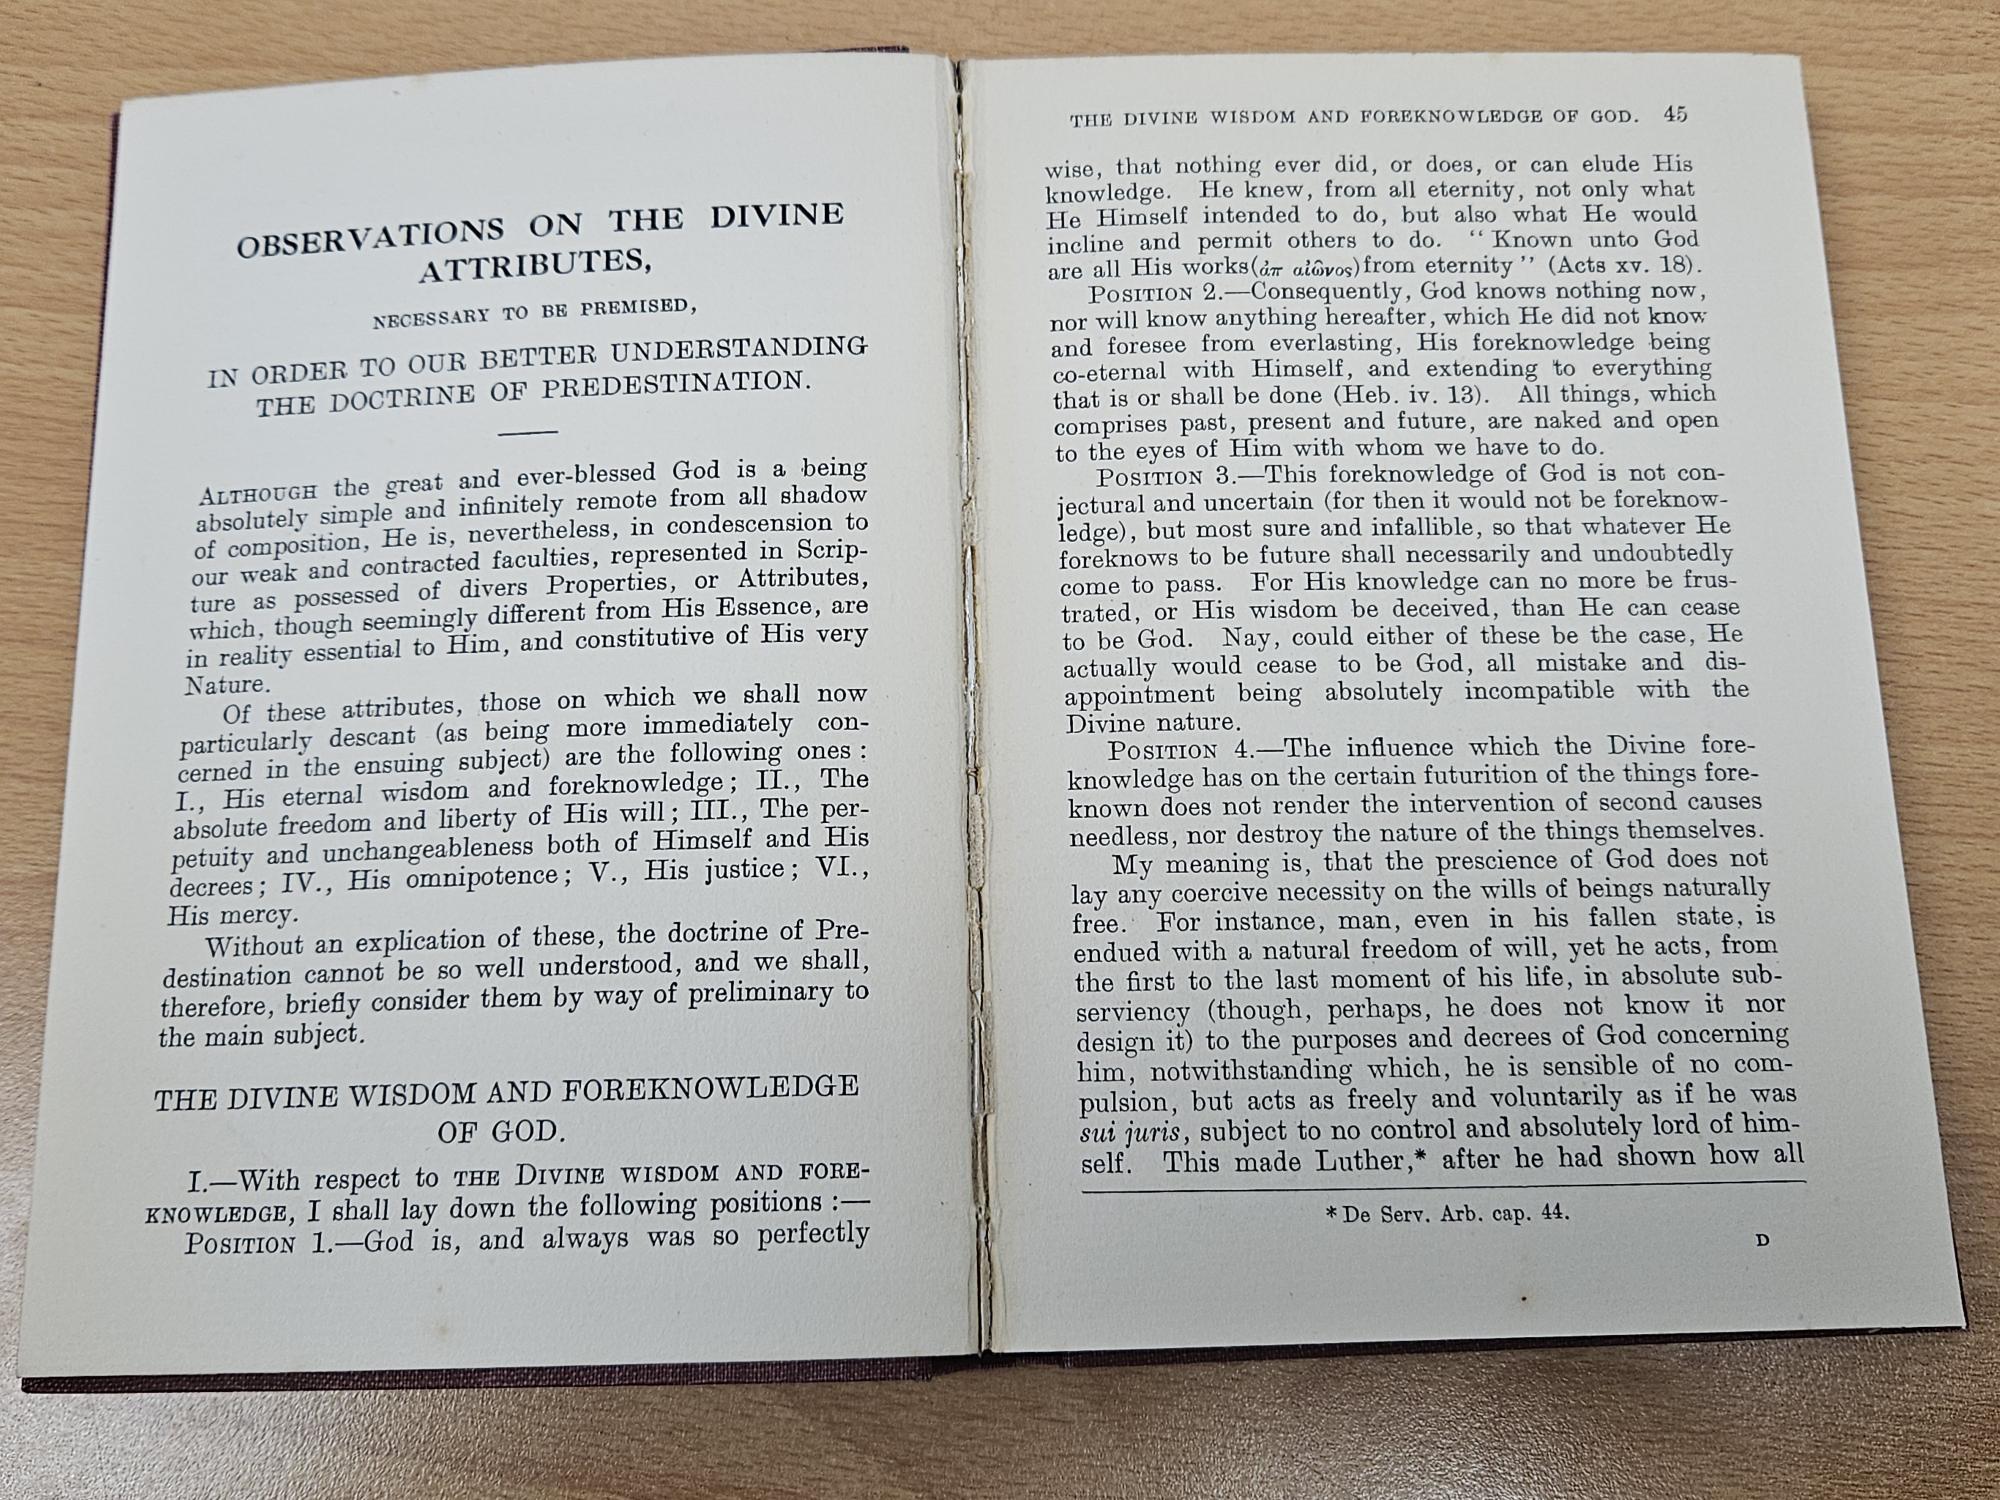 OBSERVATIONS ON THE DIVINE
ATTRIBUTES,
NECESSARY TO BE PREMISED,
IN ORDER TO OUR BETTER UNDERSTANDING
THE DOCTRINE OF PREDESTINATION.
ALTHOUGH the great and ever-blessed God is a being
absolutely simple and infinitely remote from all shadow
of composition, He is, nevertheless, in condescension to
our weak and contracted faculties, represented in Scrip-
ture as possessed of divers Properties, or Attributes,
which, though seemingly different from His Essence, are
in reality essential to Him, and constitutive of His very
Nature.
Of these attributes, those on which we shall now
particularly descant (as being more immediately con-
cerned in the ensuing subject) are the following ones :
I., His eternal wisdom and foreknowledge ; II., The
absolute freedom and liberty of His will ; III., The per-
petuity and unchangeableness both of Himself and His
decrees ; IV., His omnipotence ; V., His justice ; VI.,
His mercy.
Without an explication of these, the doctrine of Pre-
destination cannot be so well understood, and we shall,
therefore, briefly consider them by way of preliminary to
the main subject.
THE DIVINE WISDOM AND FOREKNOWLEDGE
OF GOD.
I.—With respect to THE DIVINE WISDOM AND FORE-
KNOWLEDGE, I shall lay down the following positions :—
POSITION 1.—God is, and always was so perfectly
THE DIVINE WISDOM AND FOREKNOWLEDGE OF GOD. 45
wise, that nothing ever did, or does, or can elude His
knowledge. He knew, from all eternity, not only what
He Himself intended to do, but also what He would
incline and permit others to do. “ Known unto God
are all His works(ἀπ αἰῶνος)from eternity ” (Acts xv. 18).
POSITION 2.—Consequently, God knows nothing now,
nor will know anything hereafter, which He did not know
and foresee from everlasting, His foreknowledge being
co-eternal with Himself, and extending to everything
that is or shall be done (Heb. iv. 13). All things, which
comprises past, present and future, are naked and open
to the eyes of Him with whom we have to do.
POSITION 3.—This foreknowledge of God is not con-
jectural and uncertain (for then it would not be foreknow-
ledge), but most sure and infallible, so that whatever He
foreknows to be future shall necessarily and undoubtedly
come to pass. For His knowledge can no more be frus-
trated, or His wisdom be deceived, than He can cease
to be God. Nay, could either of these be the case, He
actually would cease to be God, all mistake and dis-
appointment being absolutely incompatible with the
Divine nature.
POSITION 4.—The influence which the Divine fore-
knowledge has on the certain futurition of the things fore-
known does not render the intervention of second causes
needless, nor destroy the nature of the things themselves.
My meaning is, that the prescience of God does not
lay any coercive necessity on the wills of beings naturally
free. For instance, man, even in his fallen state, is
endued with a natural freedom of will, yet he acts, from
the first to the last moment of his life, in absolute sub-
serviency (though, perhaps, he does not know it nor
design it) to the purposes and decrees of God concerning
him, notwithstanding which, he is sensible of no com-
pulsion, but acts as freely and voluntarily as if he was
sui juris, subject to no control and absolutely lord of him-
self. This made Luther,* after he had shown how all
* De Serv. Arb. cap. 44.
D